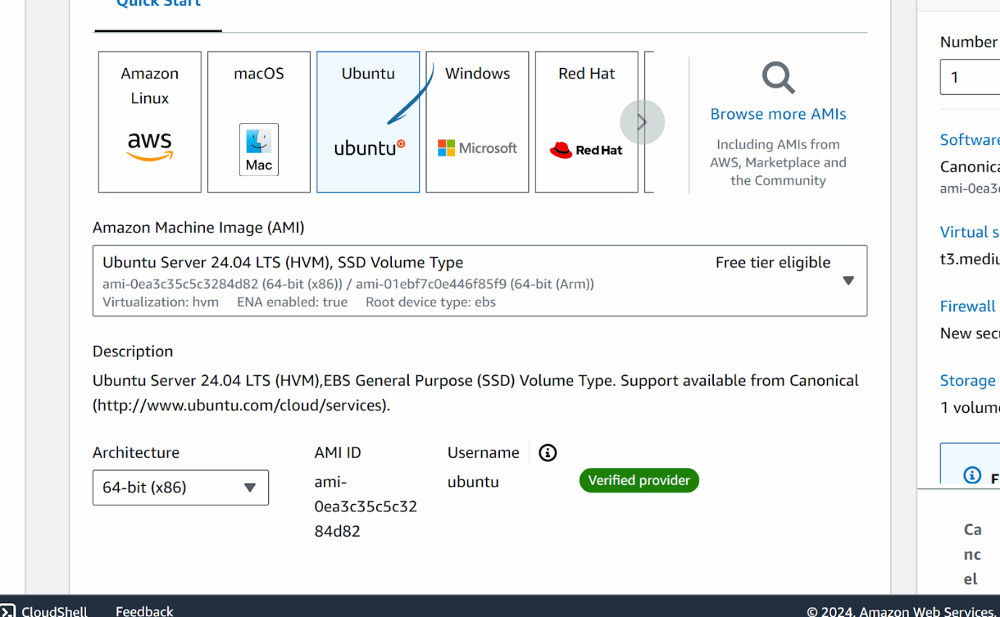 Quick Start
Amazon
Linux
aws
macOS
Mac
Ubuntu
ubuntu
Windows
Microsoft
Red Hat
Red Hat
Browse more AMIs
Including AMIs from
AWS, Marketplace and
the Community
Amazon Machine Image (AMI)
Ubuntu Server 24.04 LTS (HVM), SSD Volume Type
Free tier eligible
ami-0ea3c35c5c3284d82 (64-bit (x86)) / ami-01ebf7c0e446f85f9 (64-bit (Arm))
Virtualization: hvm ENA enabled: true Root device type: ebs
Description
Ubuntu Server 24.04 LTS (HVM),EBS General Purpose (SSD) Volume Type. Support available from Canonical
(http://www.ubuntu.com/cloud/services).
Architecture
64-bit (x86)
AMI ID
ami-
0ea3c35c5c32
84d82
Username
ubuntu
Verified provider
Number
1
Software
Canonica
ami-0ea3c
Virtual s
t3.mediu
Firewall
New secu
Storage
1 volume
F
Ca
nc
el
CloudShell Feedback
© 2024, Amazon Web Services,